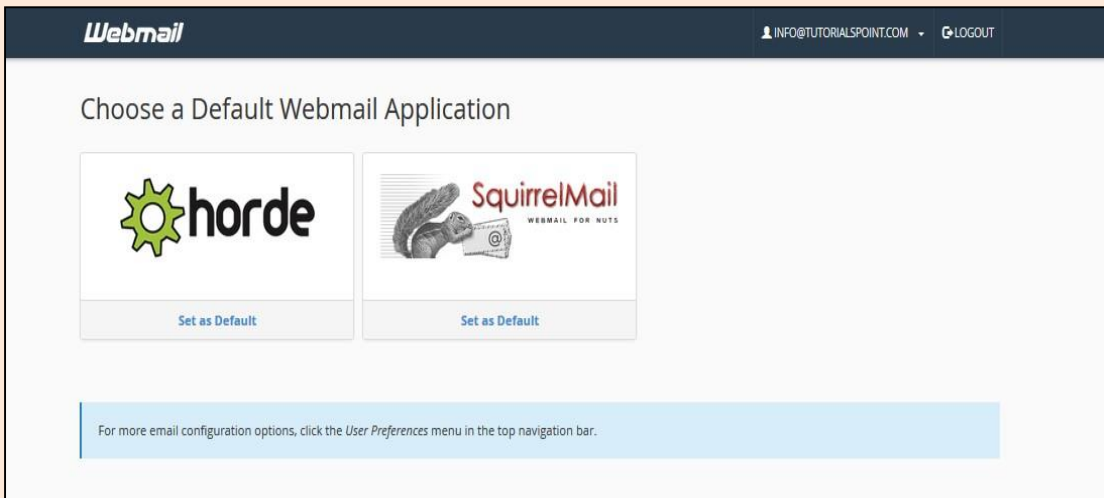 Webmail
INFO@TUTORIALSPOINT.COM LOGOUT
Choose a Default Webmail Application
horde
SquirrelMail
WEBMAIL FOR NUTS
@
Set as Default
Set as Default
For more email configuration options, click the User Preferences menu in the top navigation bar.